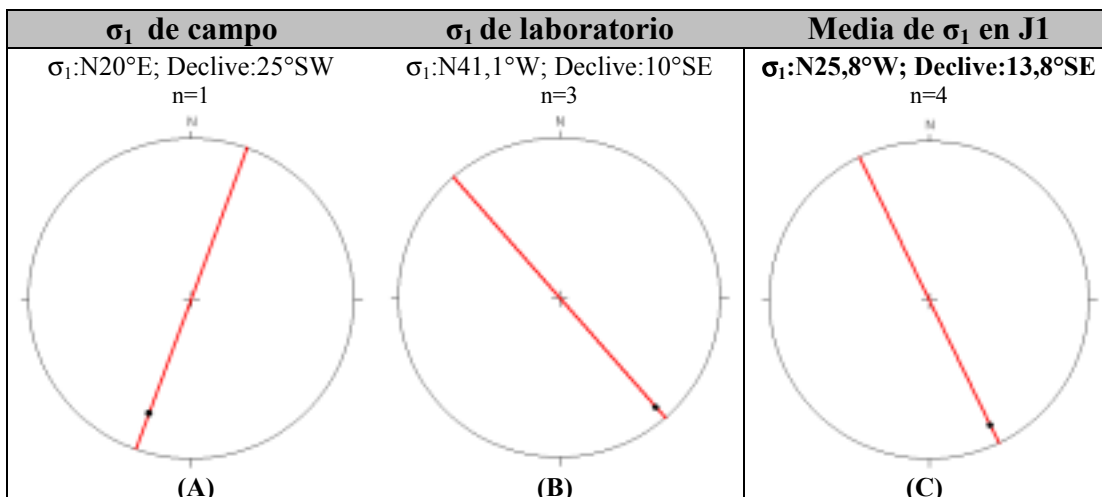 σ₁ de campo
σ₁ de laboratorio
Media de σ₁ en J1
σ₁:N20°E; Declive:25°SW
n=1
σ₁:N41,1°W; Declive:10°SE
n=3
σ₁:N25,8°W; Declive:13,8°SE
n=4
N
N
N
(A)
(B)
(C)